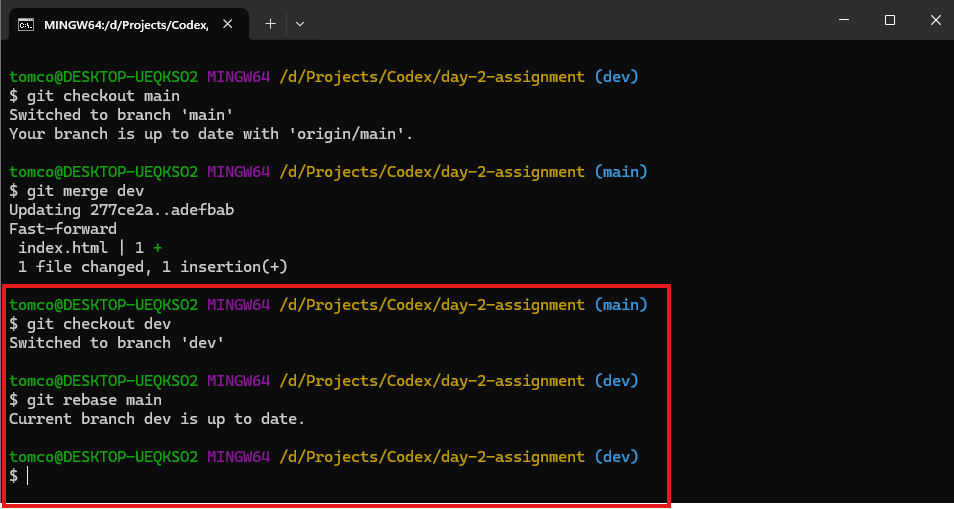 MINGW64:/d/Projects/Codex/
tomco@DESKTOP-UEQKSO2 MINGW64 /d/Projects/Codex/day-2-assignment (dev)
$ git checkout main
Switched to branch 'main'
Your branch is up to date with 'origin/main'.
tomco@DESKTOP-UEQKSO2 MINGW64 /d/Projects/Codex/day-2-assignment (main)
$ git merge dev
Updating 277ce2a..adefbab
Fast-forward
index.html | 1 +
1 file changed, 1 insertion(+)
tomco@DESKTOP-UEQKSO2 MINGW64 /d/Projects/Codex/day-2-assignment (main)
$ git checkout dev
Switched to branch 'dev'
tomco@DESKTOP-UEQKSO2 MINGW64 /d/Projects/Codex/day-2-assignment (dev)
$ git rebase main
Current branch dev is up to date.
tomco@DESKTOP-UEQKSO2 MINGW64 /d/Projects/Codex/day-2-assignment (dev)
$